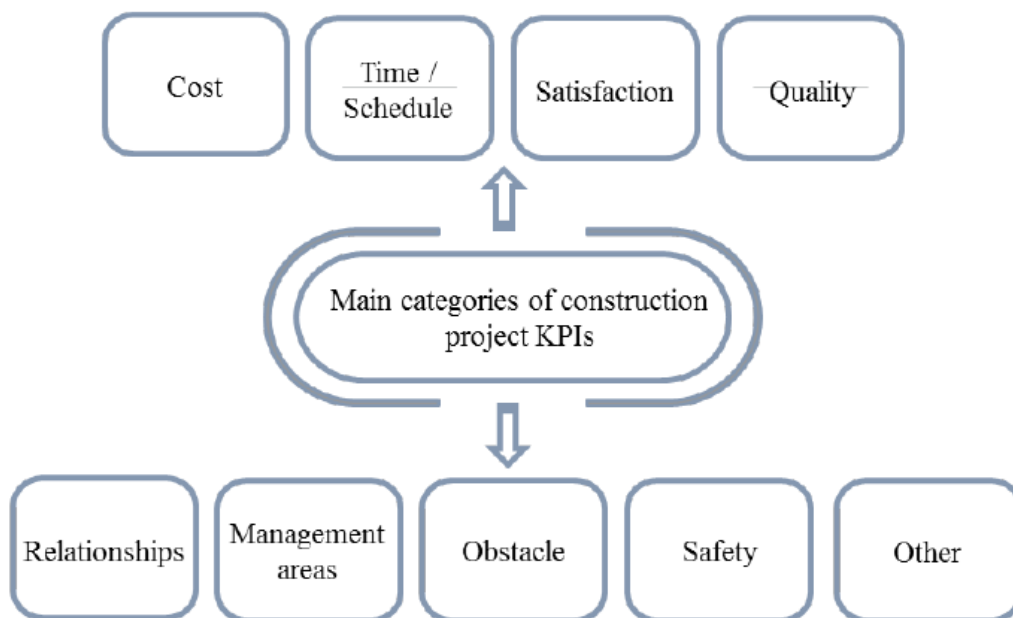 Cost
Time /
Schedule
Satisfaction
Quality
Main categories of construction
project KPIs
Relationships
Management
areas
Obstacle
Safety
Other